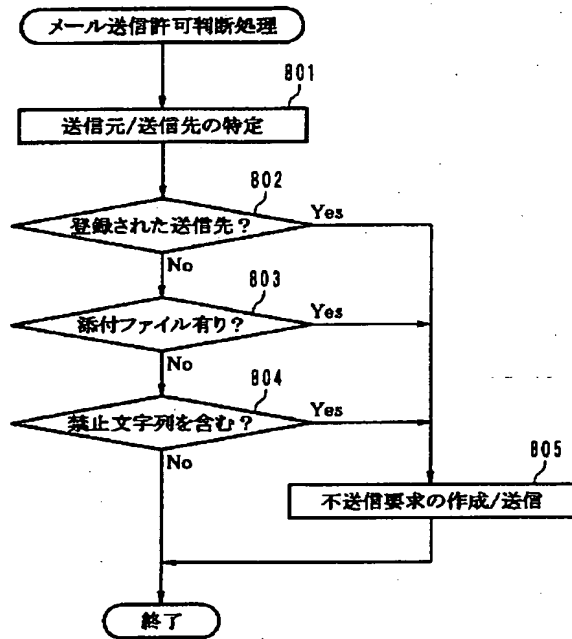 メール送信許可判断処理
801
送信元/送信先の特定
802
登録された送信先?
Yes
No
803
添付ファイル有り?
Yes
No
804
禁止文字列を含む?
Yes
No
805
不送信要求の作成/送信
終了